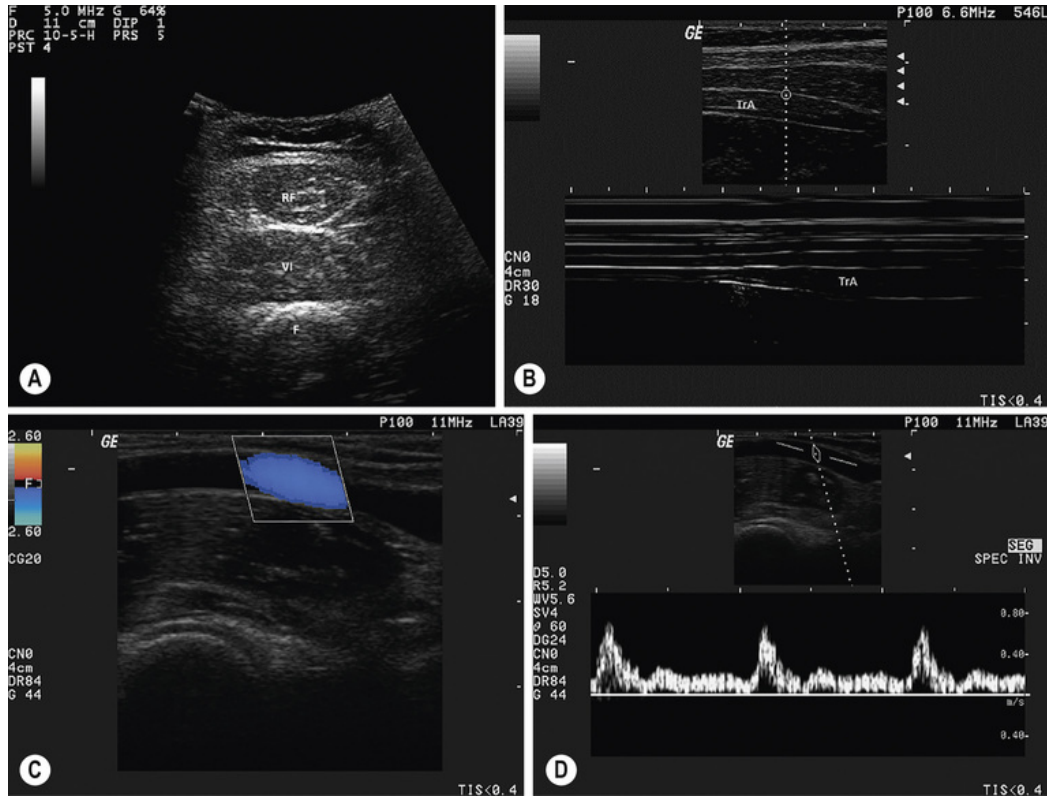 F 5.0 MHz G 64%
D 11 cm DIP 1
PRC 10-5-H PRS 5
PST 4
RF
VI
F
A
P100 6.6MHz 546L
GE
TrA
CN0
4cm
DR30
G 18
TrA
B
TIS<0.4
P100 11MHz LA39
2.60
GE
F
2.60
CG20
CN0
4cm
DR84
G 44
C
TIS<0.4
P100 11MHz LA39
GE
SEG
SPEC INV
D5.0
R5.2
WV5.6
SV4
θ 60
DG24
CN0
4cm
DR84
G 44
0.80
0.40
m/s
0.40
D
TIS<0.4